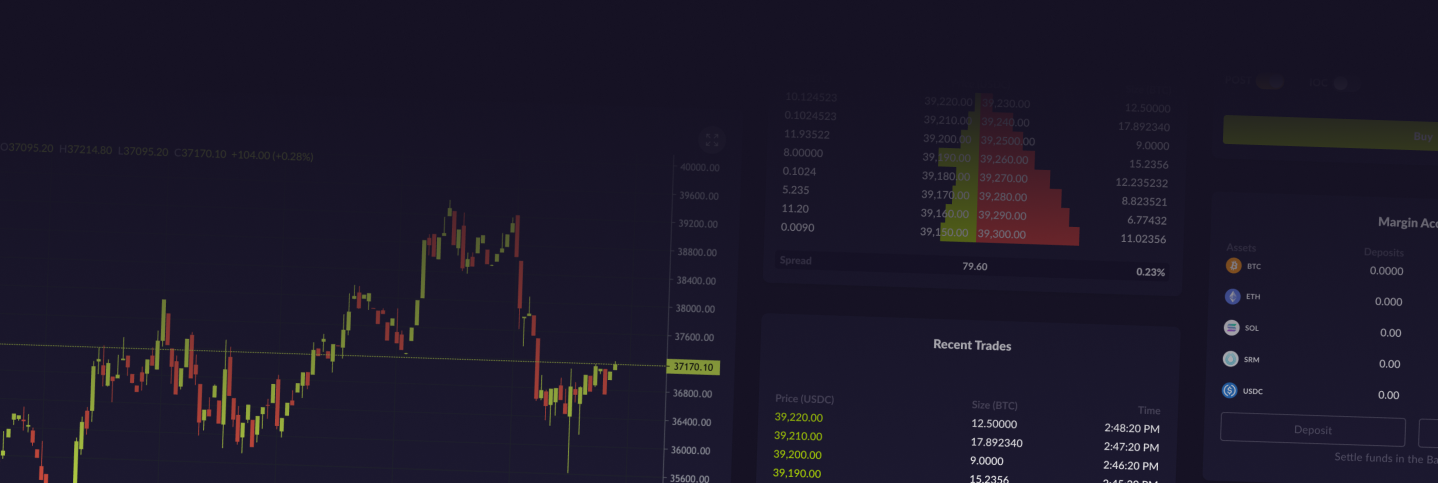 O37095.20 H37214.80 L37095.20 C37170.10 +104.00 (+0.28%)
40000.00
39600.00
39200.00
38800.00
38400.00
38000.00
37600.00
37170.10
36800.00
36400.00
36000.00
35600.00
10.124523 39,220.00 39,230.00 12.50000
0.1024523 39,210.00 39,240.00 17.892340
11.93522 39,200.00 39,2500.00 9.0000
8.00000 39,190.00 39,260.00 15.2356
0.1024 39,180.00 39,270.00 12.235232
5.235 39,170.00 39,280.00 8.823521
11.20 39,160.00 39,290.00 6.77432
0.0090 39,150.00 39,300.00 11.02356
Spread 79.60 0.23%
Recent Trades
Price (USDC) Size (BTC) Time
39,220.00 12.50000 2:48:20 PM
39,210.00 17.892340 2:47:20 PM
39,200.00 9.0000 2:46:20 PM
39,190.00 15.2356
Buy
Margin
Assets Deposits
BTC 0.0000
ETH 0.000
SOL 0.00
SRM 0.00
USDC 0.00
Deposit
Settle funds in the